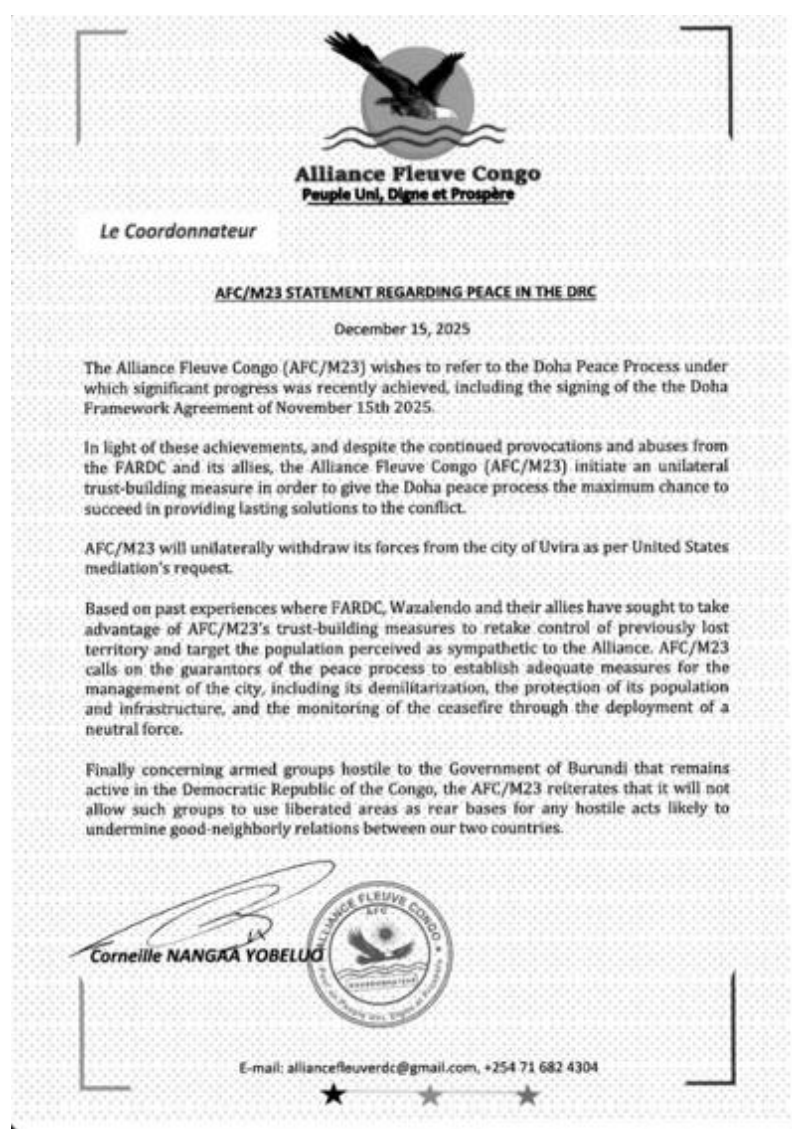 Alliance Fleuve Congo
Peuple Uni, Digne et Prospère
Le Coordonnateur
AFC/M23 STATEMENT REGARDING PEACE IN THE DRC
December 15, 2025
The Alliance Fleuve Congo (AFC/M23) wishes to refer to the Doha Peace Process under
which significant progress was recently achieved, including the signing of the the Doha
Framework Agreement of November 15th 2025.
In light of these achievements, and despite the continued provocations and abuses from
the FARDC and its allies, the Alliance Fleuve Congo (AFC/M23) initiate an unilateral
trust-building measure in order to give the Doha peace process the maximum chance to
succeed in providing lasting solutions to the conflict.
AFC/M23 will unilaterally withdraw its forces from the city of Uvira as per United States
mediation's request.
Based on past experiences where FARDC, Wazalendo and their allies have sought to take
advantage of AFC/M23's trust-building measures to retake control of previously lost
territory and target the population perceived as sympathetic to the Alliance. AFC/M23
calls on the guarantors of the peace process to establish adequate measures for the
management of the city, including its demilitarization, the protection of its population
and infrastructure, and the monitoring of the ceasefire through the deployment of a
neutral force.
Finally concerning armed groups hostile to the Government of Burundi that remains
active in the Democratic Republic of the Congo, the AFC/M23 reiterates that it will not
allow such groups to use liberated areas as rear bases for any hostile acts likely to
undermine good-neighborly relations between our two countries.
Corneille NANGAA YOBELUO
ALLIANCE FLEUVE CONGO
AFC
COORDONNATEUR
Peuple Uni, Digne et Prospère
E-mail: alliancefleuverdc@gmail.com, +254 71 682 4304